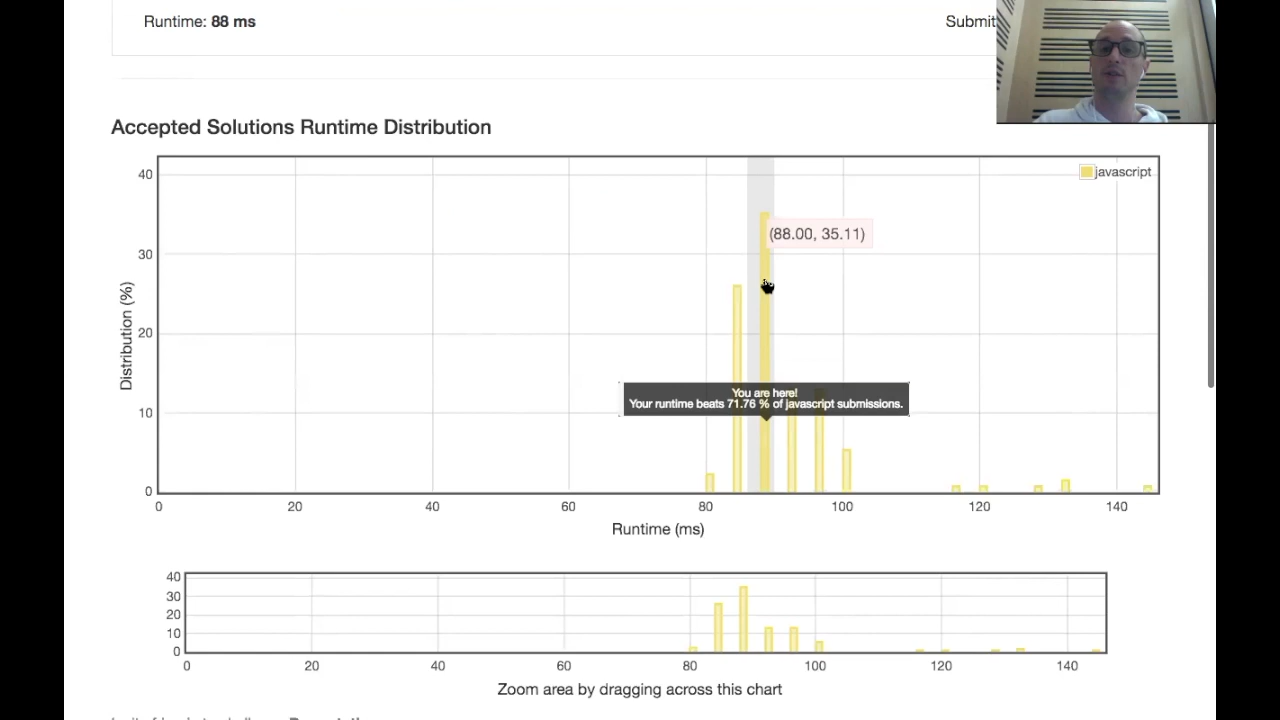 Runtime: 88 ms
Submit
Accepted Solutions Runtime Distribution
40
30
20
10
0
Distribution (%)
javascript
(88.00, 35.11)
You are here!
Your runtime beats 71.76 % of javascript submissions.
0 20 40 60 80 100 120 140
Runtime (ms)
40
30
20
10
0
0 20 40 60 80 100 120 140
Zoom area by dragging across this chart